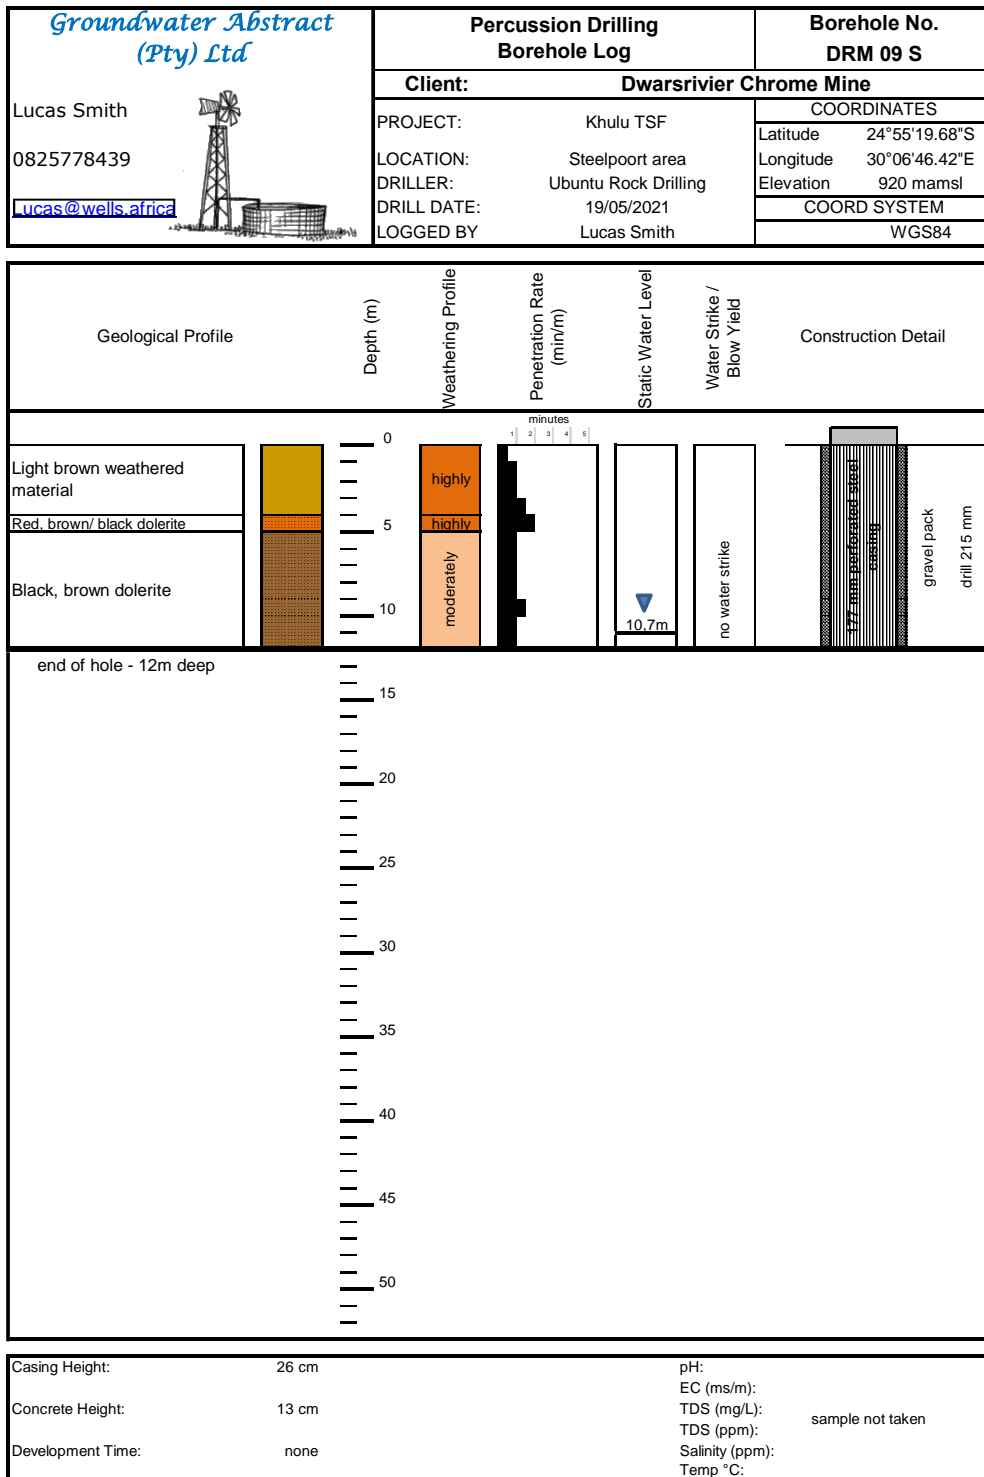 Groundwater Abstract
(Pty) Ltd
Lucas Smith
0825778439
Lucas@wells.africa
Percussion Drilling
Borehole Log
Borehole No.
DRM 09 S
Client: Dwarsrivier Chrome Mine
PROJECT: Khulu TSF
LOCATION: Steelpoort area
DRILLER: Ubuntu Rock Drilling
DRILL DATE: 19/05/2021
LOGGED BY Lucas Smith
COORDINATES
Latitude 24°55'19.68"S
Longitude 30°06'46.42"E
Elevation 920 mamsl
COORD SYSTEM
WGS84
Geological Profile
Depth (m)
Weathering Profile
Penetration Rate
(min/m)
Static Water Level
Water Strike /
Blow Yield
Construction Detail
minutes
1 2 3 4 5
0
Light brown weathered
material
highly
Red, brown/ black dolerite
5
highly
Black, brown dolerite
moderately
10
10,7m
no water strike
177 mm perforated steel
casing
gravel pack
drill 215 mm
end of hole - 12m deep
15
20
25
30
35
40
45
50
Casing Height: 26 cm
Concrete Height: 13 cm
Development Time: none
pH:
EC (ms/m):
TDS (mg/L):
TDS (ppm):
Salinity (ppm):
Temp °C:
sample not taken